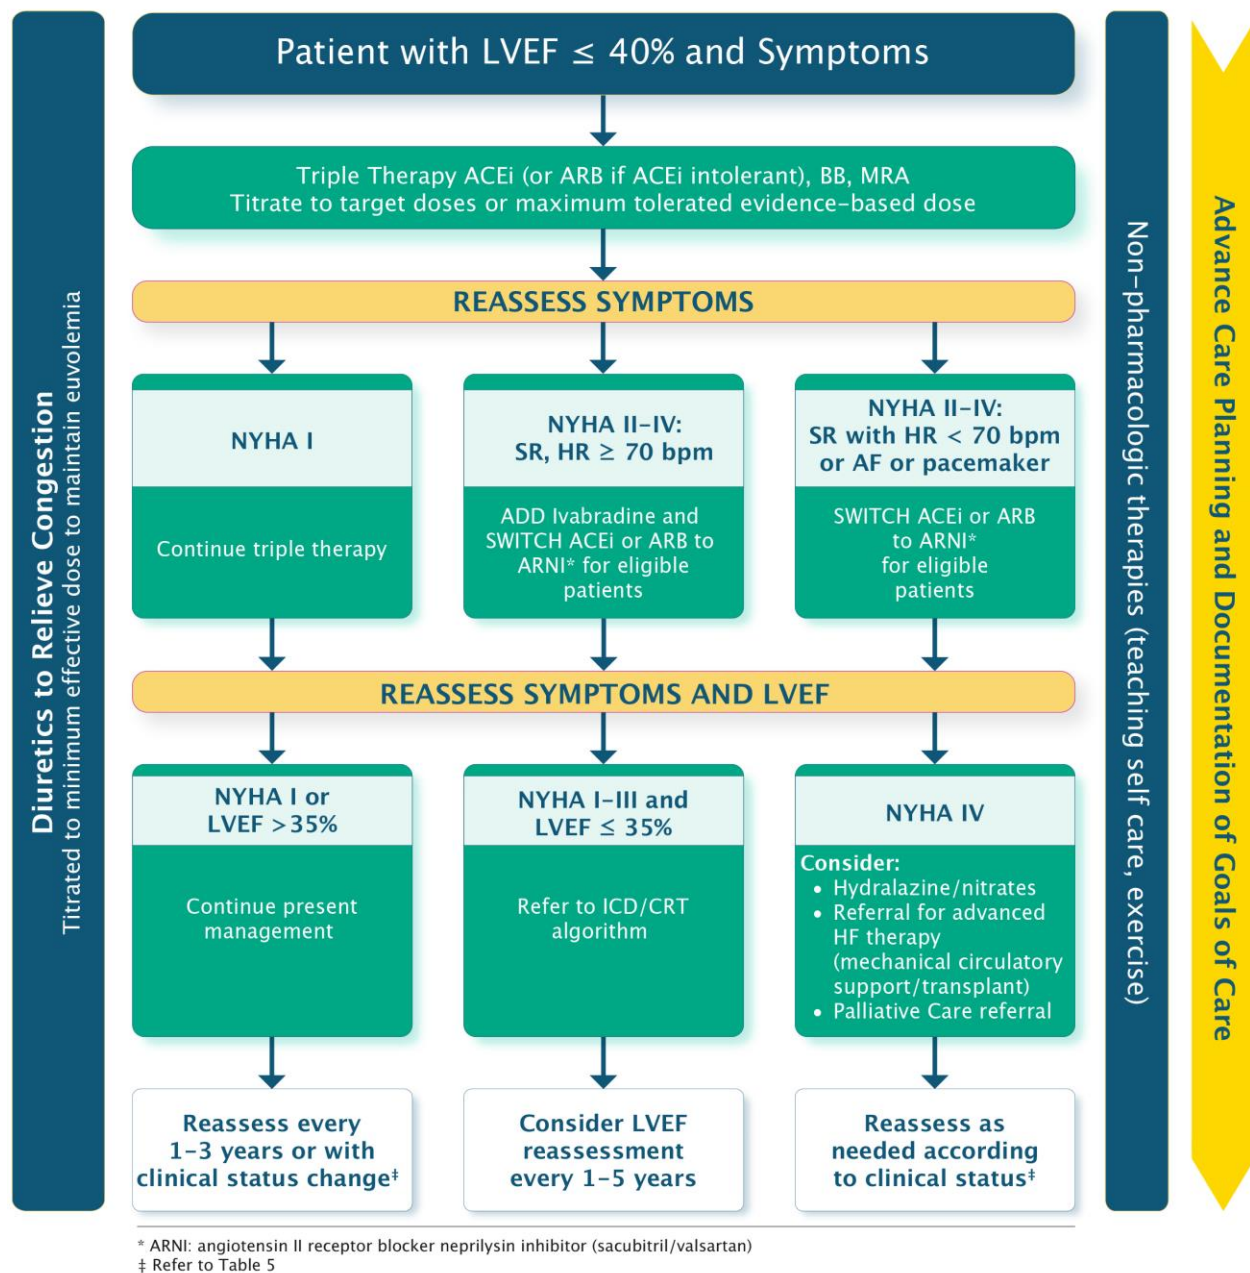 Patient with LVEF ≤ 40% and Symptoms
Triple Therapy ACEi (or ARB if ACEi intolerant), BB, MRA
Titrate to target doses or maximum tolerated evidence-based dose
REASSESS SYMPTOMS
NYHA I
Continue triple therapy
NYHA II-IV:
SR, HR ≥ 70 bpm
ADD Ivabradine and
SWITCH ACEi or ARB to
ARNI* for eligible
patients
NYHA II-IV:
SR with HR < 70 bpm
or AF or pacemaker
SWITCH ACEi or ARB
to ARNI*
for eligible
patients
REASSESS SYMPTOMS AND LVEF
NYHA I or
LVEF >35%
Continue present
management
NYHA I-III and
LVEF ≤ 35%
Refer to ICD/CRT
algorithm
NYHA IV
Consider:
• Hydralazine/nitrates
• Referral for advanced
HF therapy
(mechanical circulatory
support/transplant)
• Palliative Care referral
Reassess every
1-3 years or with
clinical status change‡
Consider LVEF
reassessment
every 1-5 years
Reassess as
needed according
to clinical status‡
Diuretics to Relieve Congestion
Titrated to minimum effective dose to maintain euvolemia
Non-pharmacologic therapies (teaching self care, exercise)
Advance Care Planning and Documentation of Goals of Care
* ARNI: angiotensin II receptor blocker neprilysin inhibitor (sacubitril/valsartan)
‡ Refer to Table 5